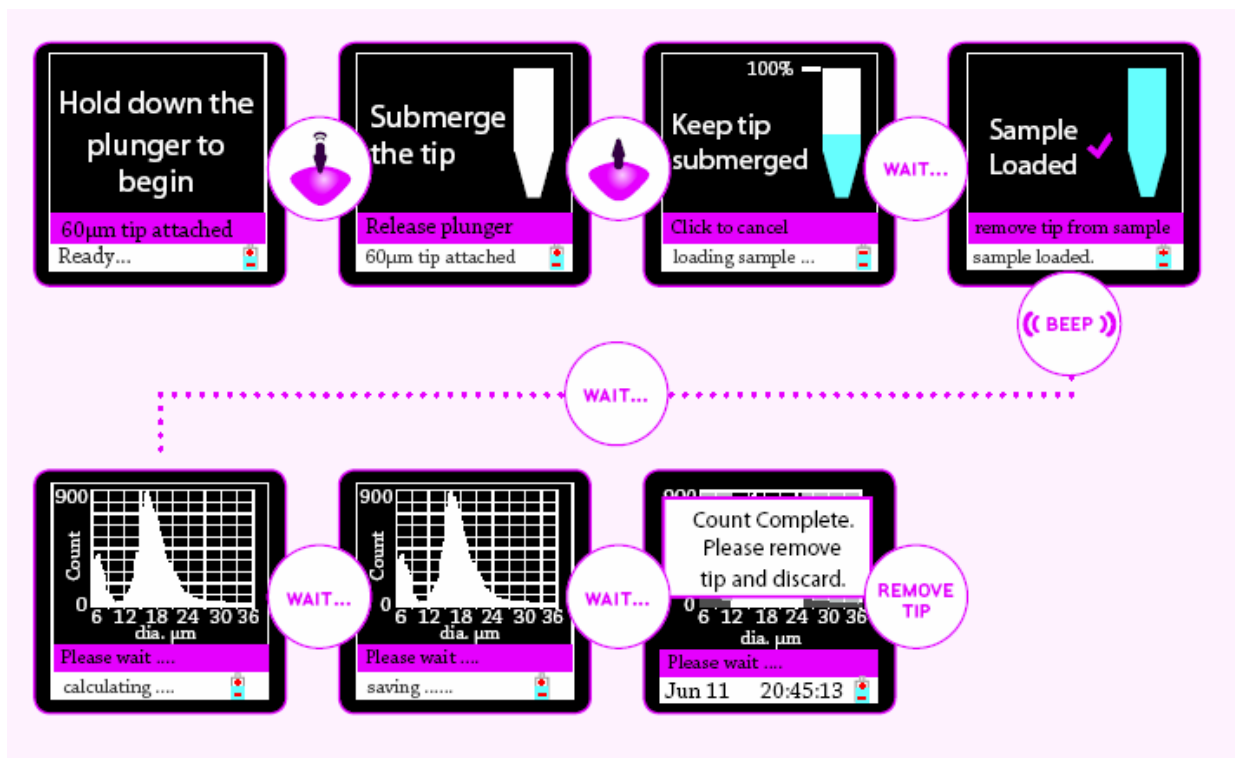 Hold down the
plunger to
begin
60µm tip attached
Ready...
Submerge
the tip
Release plunger
60µm tip attached
100%
Keep tip
submerged
Click to cancel
loading sample ...
WAIT...
Sample
Loaded
remove tip from sample
sample loaded.
(( BEEP ))
WAIT...
900
Count
0
6 12 18 24 30 36
dia. µm
Please wait ....
calculating ....
WAIT...
900
Count
0
6 12 18 24 30 36
dia. µm
Please wait ....
saving ......
WAIT...
900
Count Complete.
Please remove
tip and discard.
0
6 12 18 24 30 36
dia. µm
Please wait ....
Jun 11 20:45:13
REMOVE
TIP